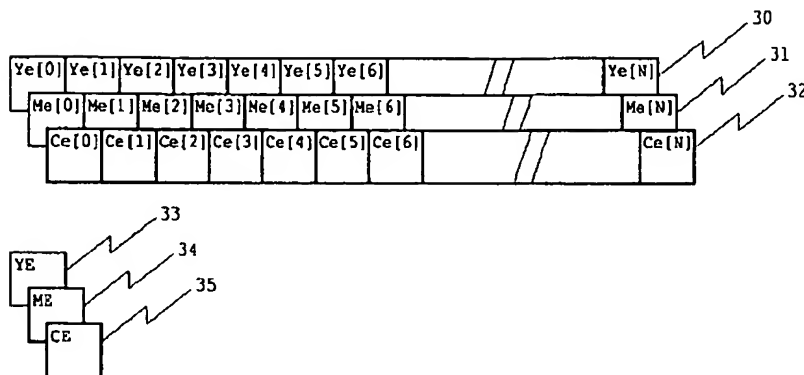 30
Ye[0] Ye[1] Ye[2] Ye[3] Ye[4] Ye[5] Ye[6] Ye[N]
31
Me[0] Me[1] Me[2] Me[3] Me[4] Me[5] Me[6] Me[N]
32
Ce[0] Ce[1] Ce[2] Ce[3] Ce[4] Ce[5] Ce[6] Ce[N]
33
YE
34
ME
35
CE